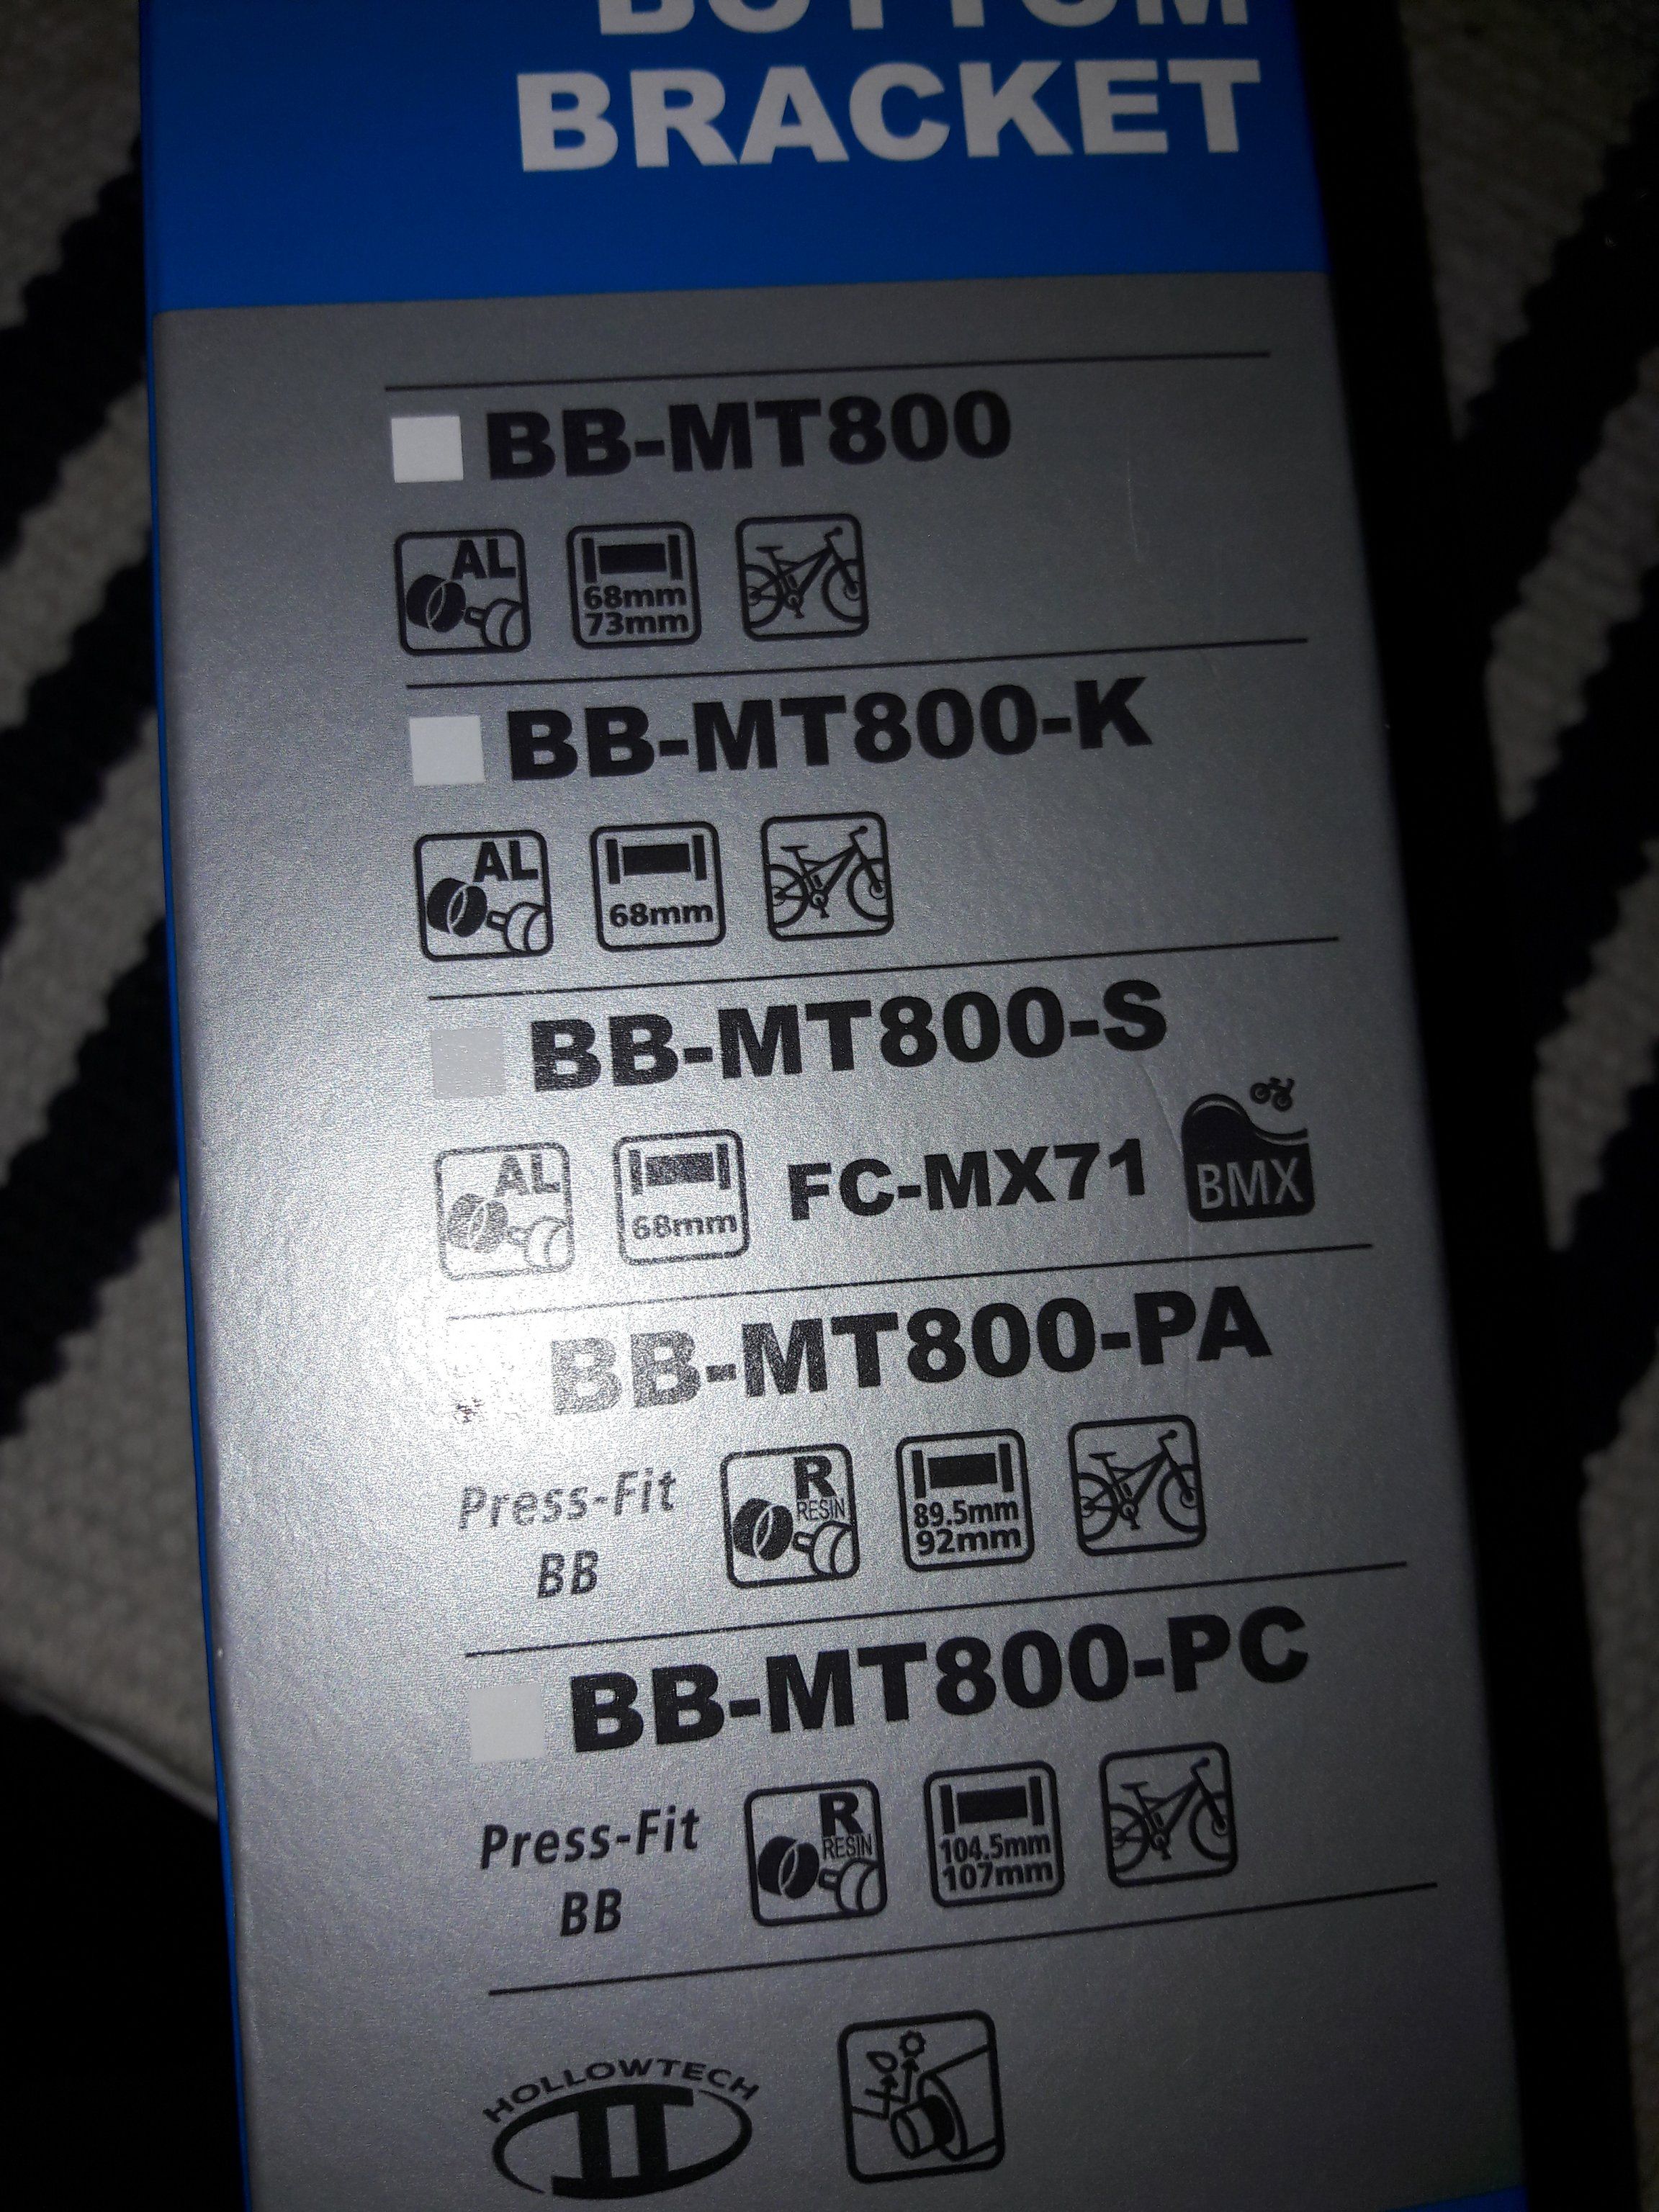 BOTTOM
BRACKET
BB-MT800
AL
68mm
73mm
BB-MT800-K
AL
68mm
BB-MT800-S
AL
68mm
FC-MX71
BMX
BB-MT800-PA
Press-Fit
BB
R
RESIN
89.5mm
92mm
BB-MT800-PC
Press-Fit
BB
R
RESIN
104.5mm
107mm
HOLLOWTECH
II